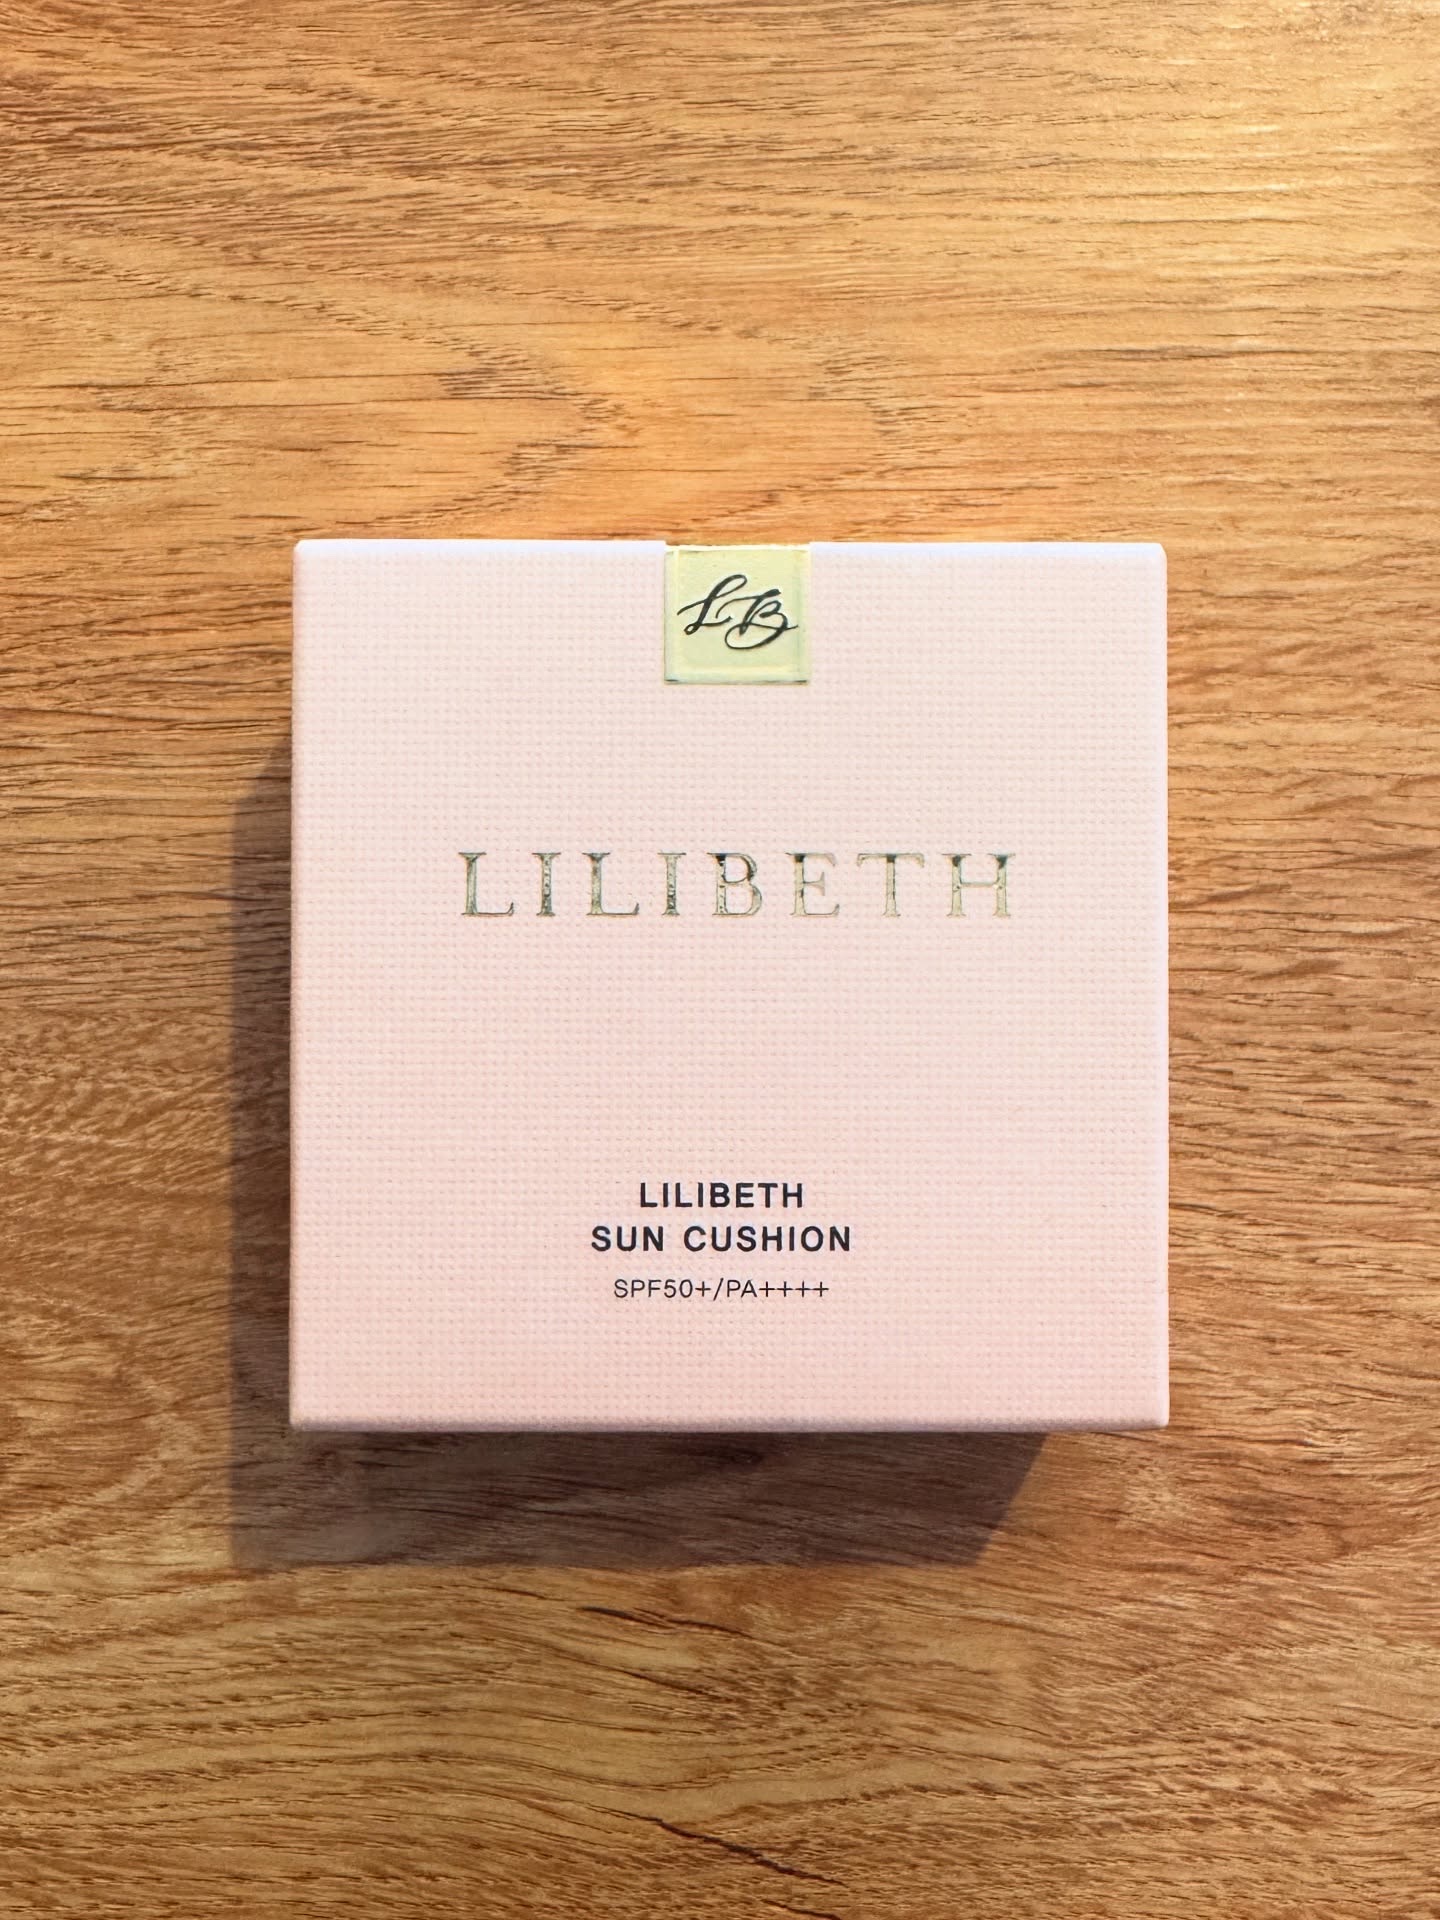 LB
LILIBETH
LILIBETH
SUN CUSHION
SPF50+/PA++++